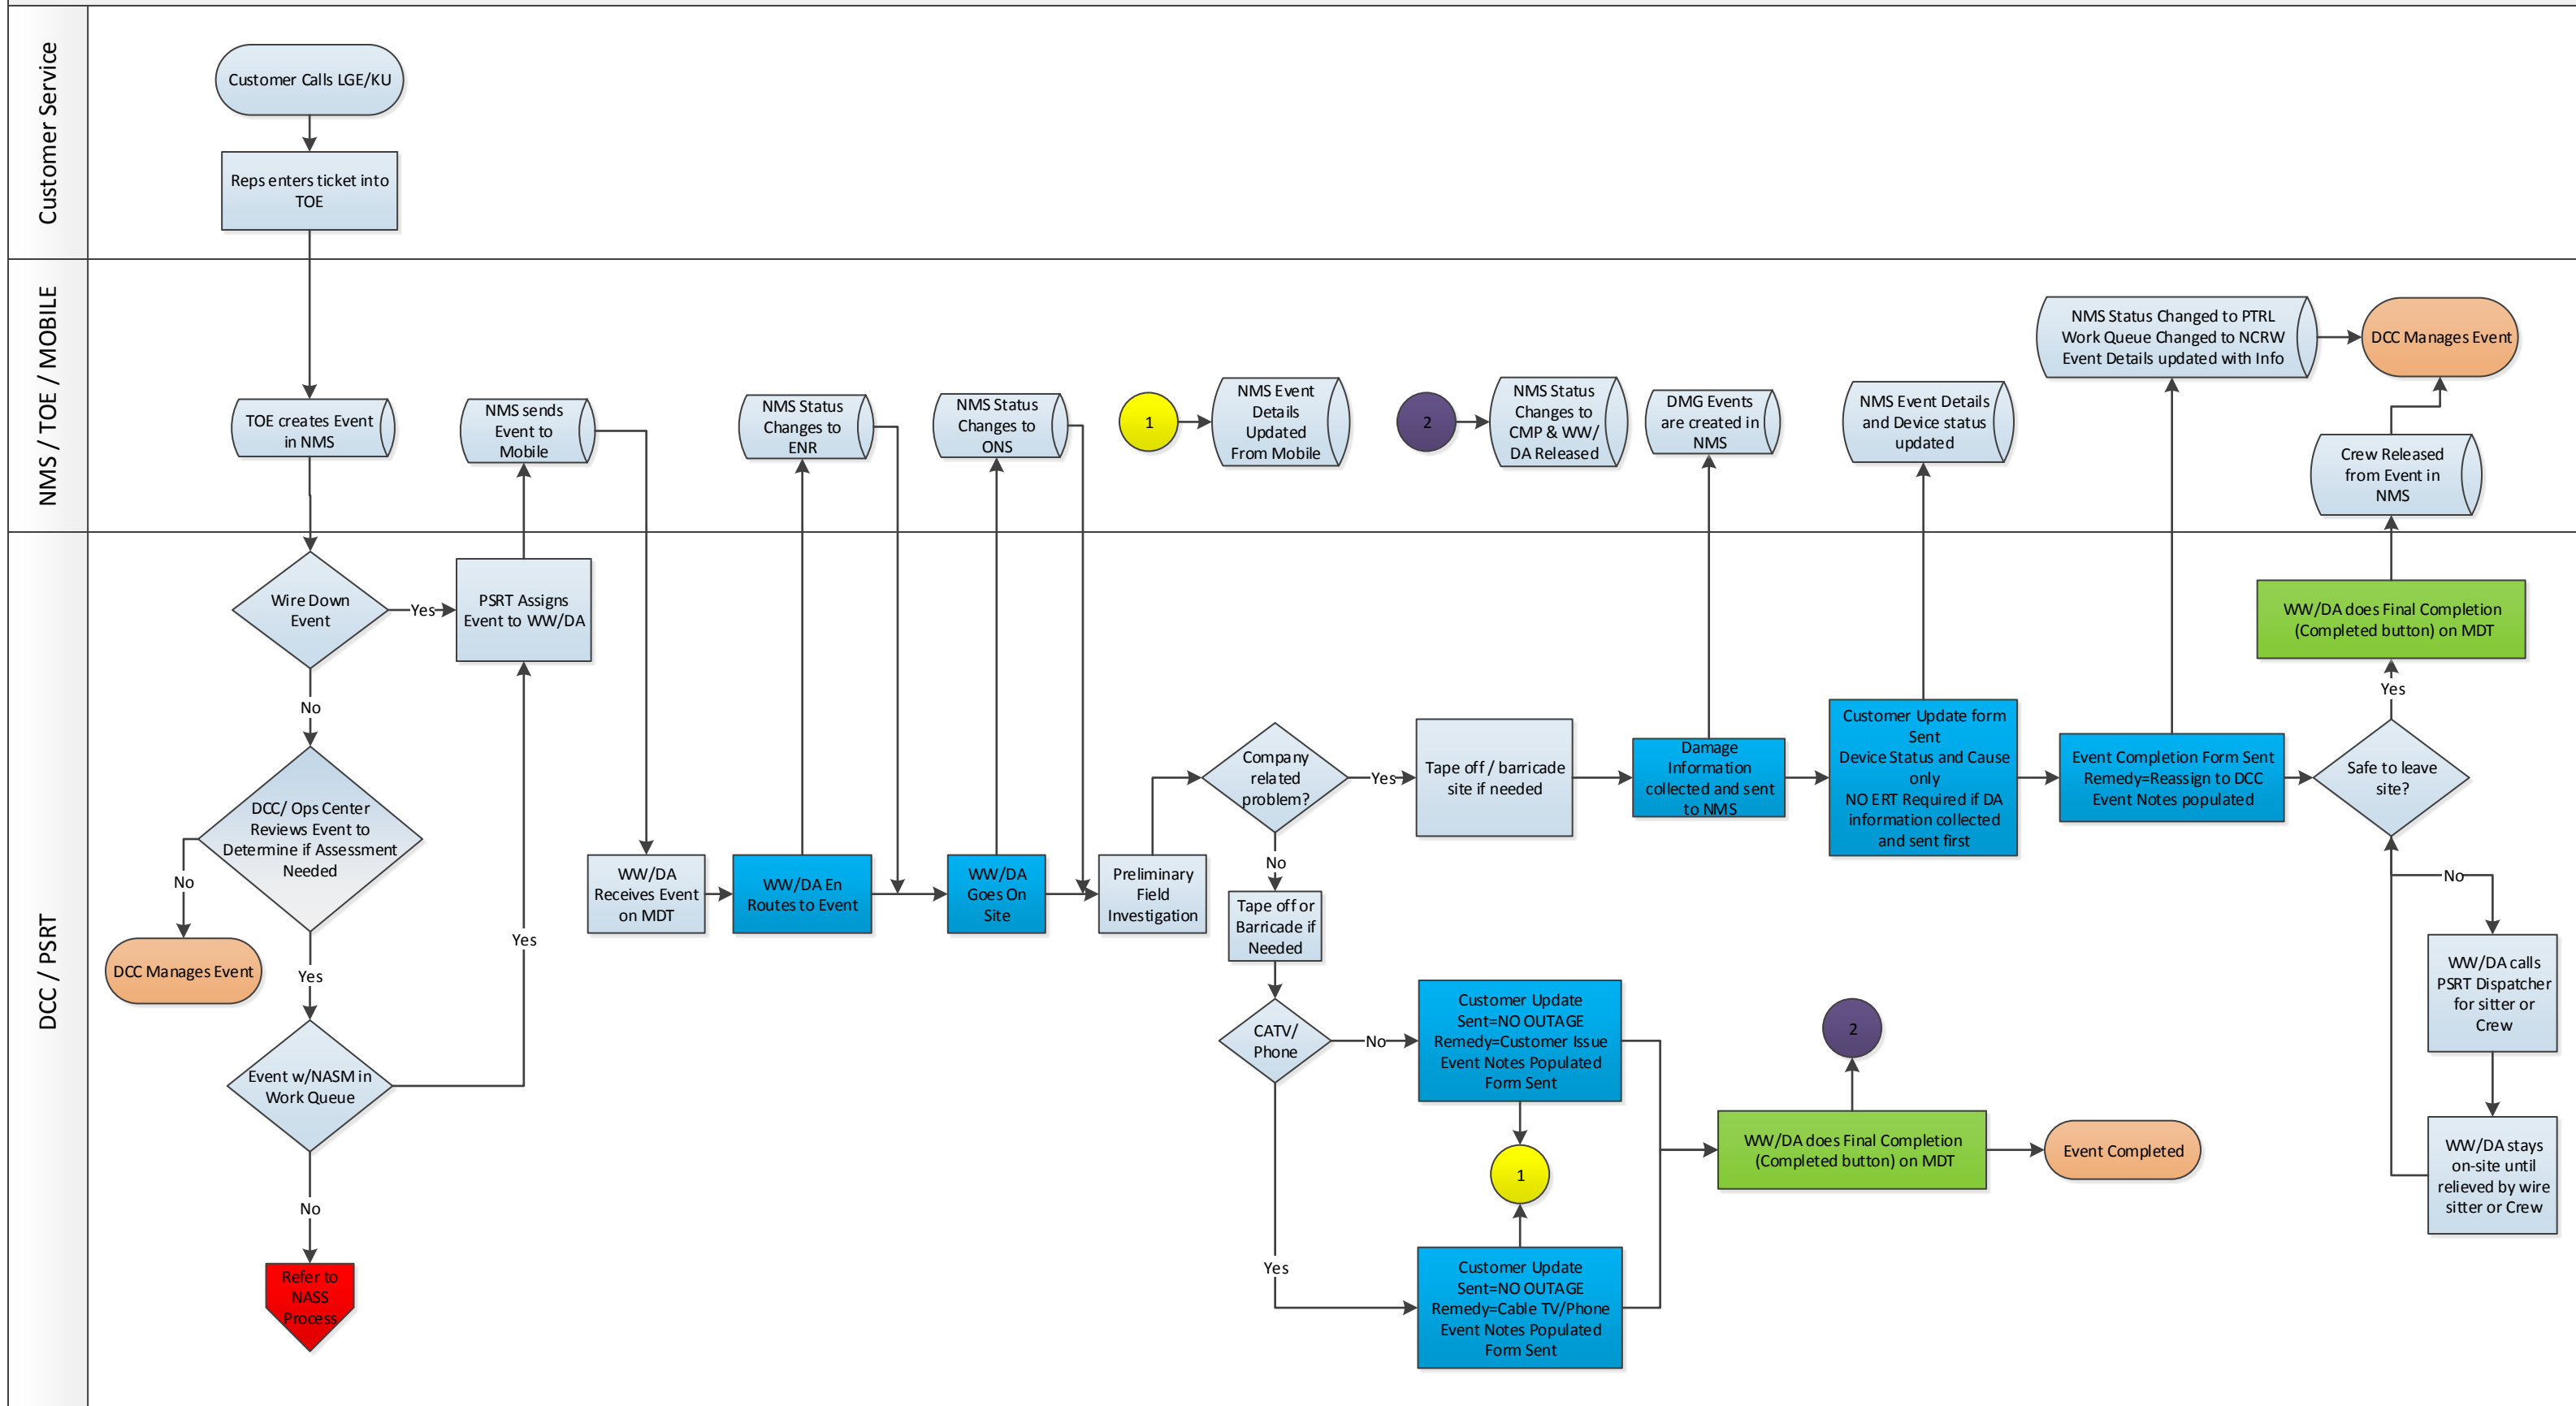 Customer Service
Customer Calls LGE/KU
Reps enters ticket into
TOE
NMS / TOE / MOBILE
TOE creates Event
in NMS
NMS sends
Event to
Mobile
NMS Status
Changes to
ENR
NMS Status
Changes to
ONS
1
NMS Event
Details
Updated
From Mobile
2
NMS Status
Changes to
CMP & WW/
DA Released
DMG Events
are created in
NMS
NMS Event Details
and Device status
updated
NMS Status Changed to PTRL
Work Queue Changed to NCRW
Event Details updated with Info
DCC Manages Event
Crew Released
from Event in
NMS
DCC / PSRT
Wire Down
Event
Yes
PSRT Assigns
Event to WW/DA
No
DCC/ Ops Center
Reviews Event to
Determine if Assessment
Needed
No
DCC Manages Event
Yes
Event w/NASM in
Work Queue
Yes
No
Refer to
NASS
Process
WW/DA
Receives Event
on MDT
WW/DA En
Routes to Event
WW/DA
Goes On
Site
Preliminary
Field
Investigation
Company
related
problem?
Yes
Tape off / barricade
site if needed
Damage
Information
collected and sent
to NMS
Customer Update form
Sent
Device Status and Cause
only
NO ERT Required if DA
information collected
and sent first
Event Completion Form Sent
Remedy=Reassign to DCC
Event Notes populated
Safe to leave
site?
Yes
WW/DA does Final Completion
(Completed button) on MDT
No
WW/DA calls
PSRT Dispatcher
for sitter or
Crew
WW/DA stays
on-site until
relieved by wire
sitter or Crew
No
Tape off or
Barricade if
Needed
CATV/
Phone
No
Customer Update
Sent=NO OUTAGE
Remedy=Customer Issue
Event Notes Populated
Form Sent
1
Yes
Customer Update
Sent=NO OUTAGE
Remedy=Cable TV/Phone
Event Notes Populated
Form Sent
2
WW/DA does Final Completion
(Completed button) on MDT
Event Completed